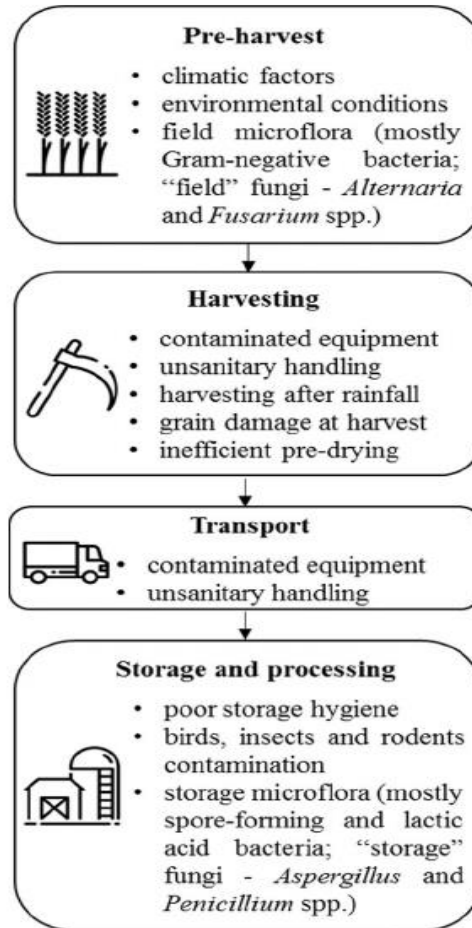 Pre-harvest
• climatic factors
• environmental conditions
• field microflora (mostly
Gram-negative bacteria;
“field” fungi - Alternaria
and Fusarium spp.)
Harvesting
• contaminated equipment
• unsanitary handling
• harvesting after rainfall
• grain damage at harvest
• inefficient pre-drying
Transport
• contaminated equipment
• unsanitary handling
Storage and processing
• poor storage hygiene
• birds, insects and rodents
contamination
• storage microflora (mostly
spore-forming and lactic
acid bacteria; “storage”
fungi - Aspergillus and
Penicillium spp.)